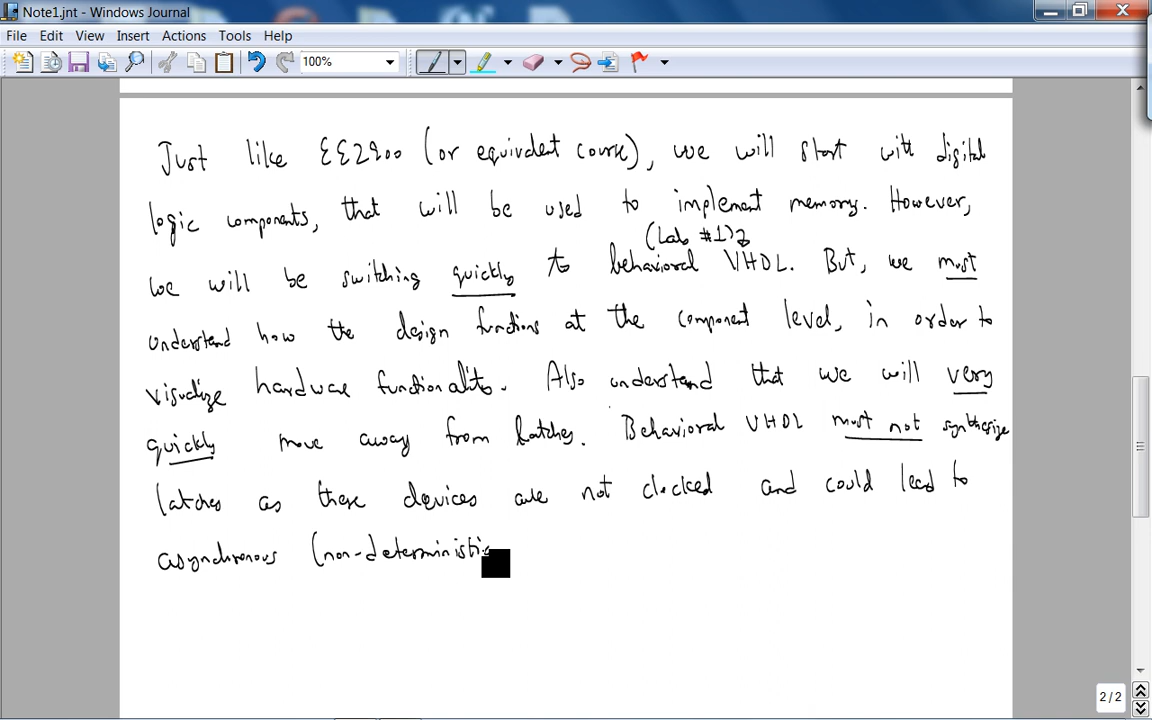 Note1.jnt - Windows Journal
File Edit View Insert Actions Tools Help
100%
Just like EE2900 (or equivalent course), we will start with digital
logic components, that will be used to implement memory. However,
(Lab #1)
we will be switching quickly to behavioral VHDL. But, we must
understand how the design functions at the component level, in order to
visualize hardware functionality. Also understand that we will very
quickly move away from latches. Behavioral VHDL must not synthesize
latches as these devices are not clocked and could lead to
asynchronous (non-deterministic
2/2